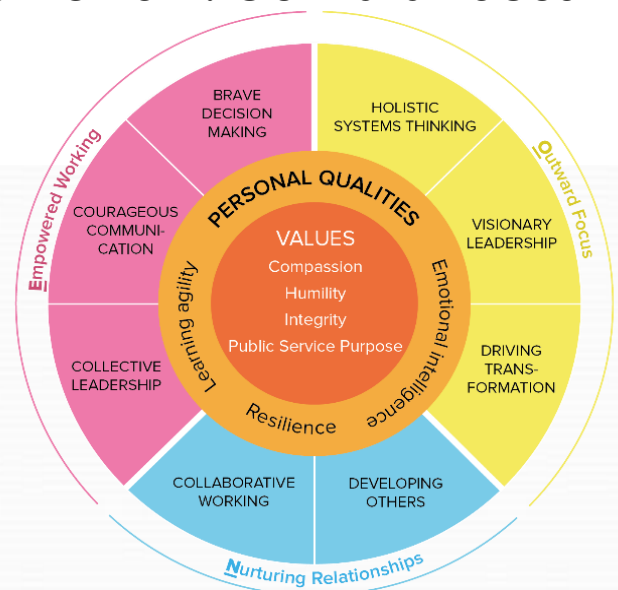 BRAVE
DECISION
MAKING
HOLISTIC
SYSTEMS THINKING
Empowered Working
Outward Focus
COURAGEOUS
COMMUNI-
CATION
VISIONARY
LEADERSHIP
COLLECTIVE
LEADERSHIP
DRIVING
TRANS-
FORMATION
PERSONAL QUALITIES
Learning agility
Emotional intelligence
Resilience
VALUES
Compassion
Humility
Integrity
Public Service Purpose
COLLABORATIVE
WORKING
DEVELOPING
OTHERS
Nurturing Relationships